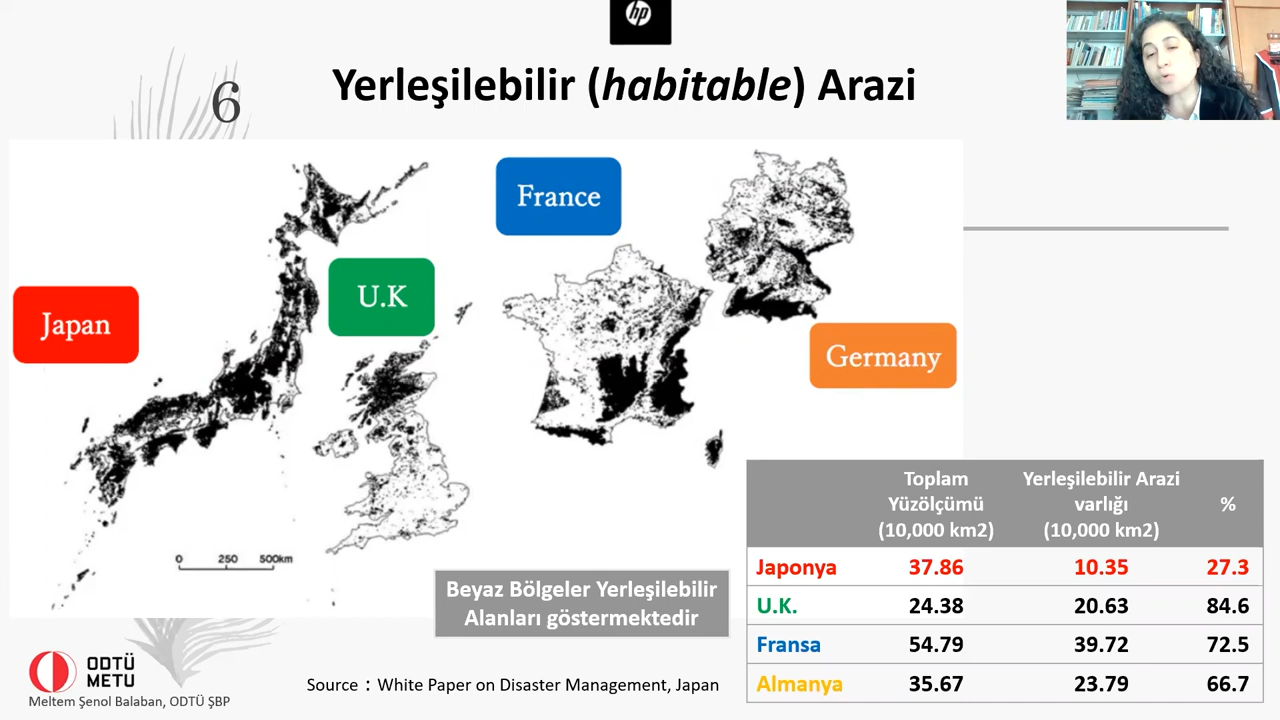 hp
6
Yerleşilebilir (habitable) Arazi
France
U.K
Japan
Germany
0 250 500km
Toplam Yüzölçümü (10,000 km2)
Yerleşilebilir Arazi varlığı (10,000 km2)
%
Japonya 37.86 10.35 27.3
U.K. 24.38 20.63 84.6
Fransa 54.79 39.72 72.5
Almanya 35.67 23.79 66.7
Beyaz Bölgeler Yerleşilebilir
Alanları göstermektedir
ODTÜ
METU
Meltem Şenol Balaban, ODTÜ ŞBP
Source：White Paper on Disaster Management, Japan